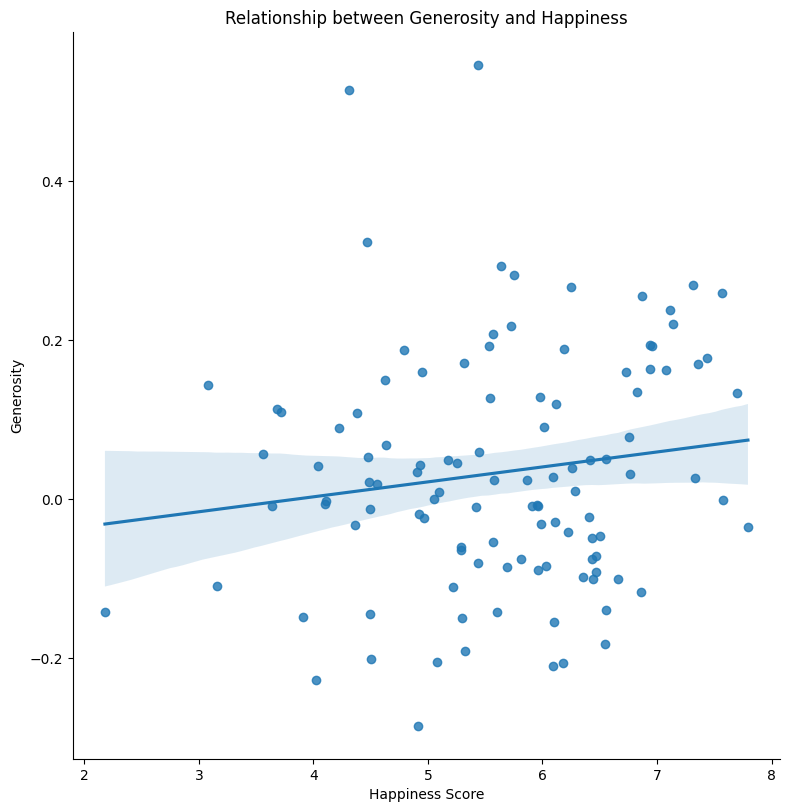 Relationship between Generosity and Happiness
Generosity
0.4
0.2
0.0
−0.2
2 3 4 5 6 7 8
Happiness Score